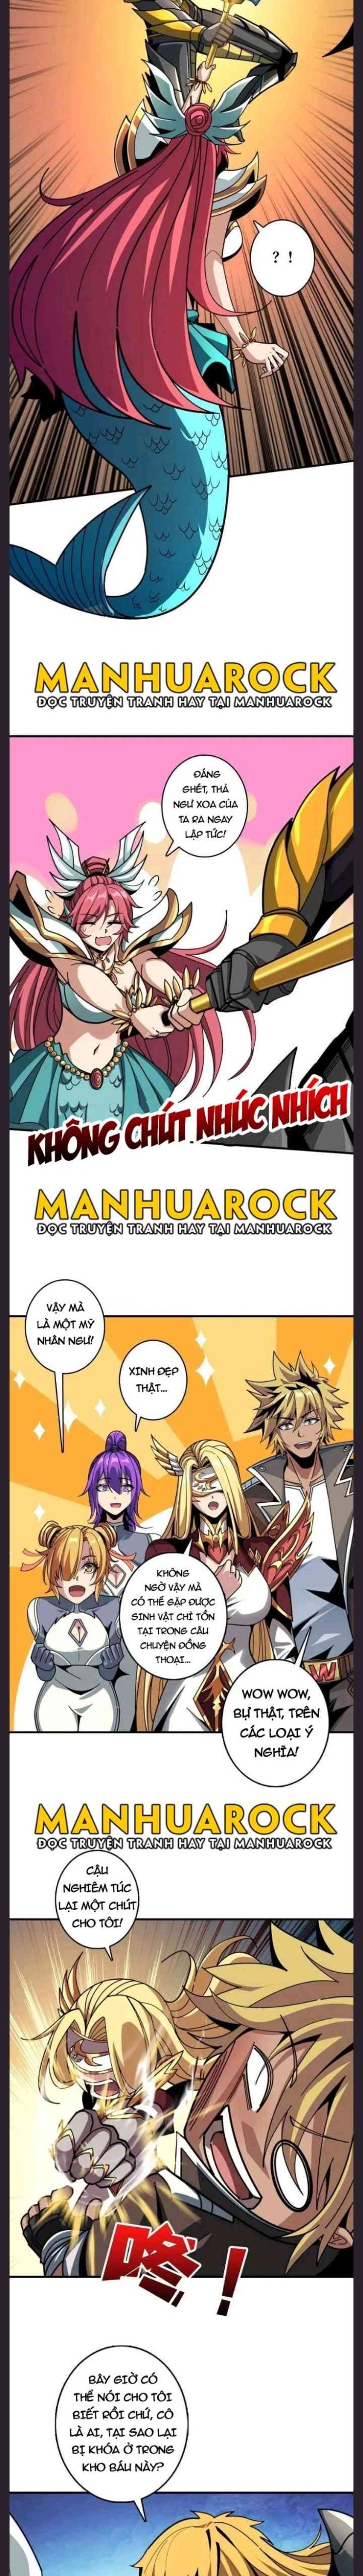 ? !
MANHUAROCK
ĐỌC TRUYỆN TRANH HAY TẠI MANHUAROCK
ĐÁNG
GHÉT, THẢ
NGƯ XOA CỦA
TA RA NGAY
LẬP TỨC!
KHÔNG CHÚT NHÚC NHÍCH
MANHUAROCK
ĐỌC TRUYỆN TRANH HAY TẠI MANHUAROCK
VẬY MÀ
LÀ MỘT MỸ
NHÂN NGƯ!
XINH ĐẸP
THẬT...
KHÔNG
NGỜ VẬY MÀ
CÓ THỂ GẶP ĐƯỢC
SINH VẬT CHỈ TỒN
TẠI TRONG CÂU
CHUYỆN ĐỒNG
THOẠI...
WOW WOW,
BỰ THẬT, TRÊN
CÁC LOẠI Ý
NGHĨA!
W
MANHUAROCK
ĐỌC TRUYỆN TRANH HAY TẠI MANHUAROCK
CẬU
NGHIÊM TÚC
LẠI MỘT CHÚT
CHO TÔI!
咚!
BÂY GIỜ CÓ
THỂ NÓI CHO TÔI
BIẾT RỒI CHỨ, CÔ
LÀ AI, TẠI SAO LẠI
BỊ KHÓA Ở TRONG
KHO BÁU NÀY?